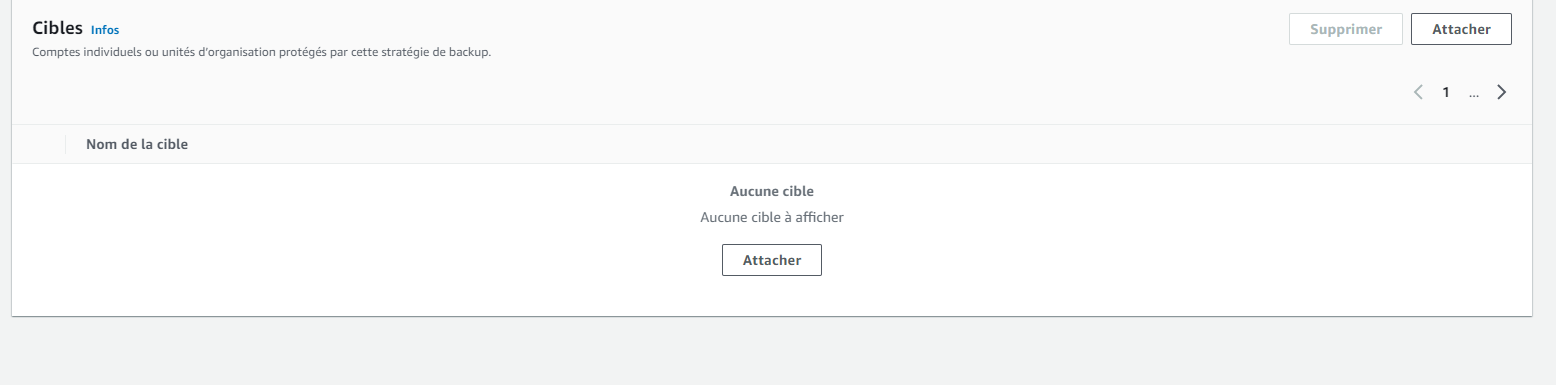 Cibles Infos
Supprimer
Attacher
Comptes individuels ou unités d'organisation protégés par cette stratégie de backup.
1 ...
Nom de la cible
Aucune cible
Aucune cible à afficher
Attacher